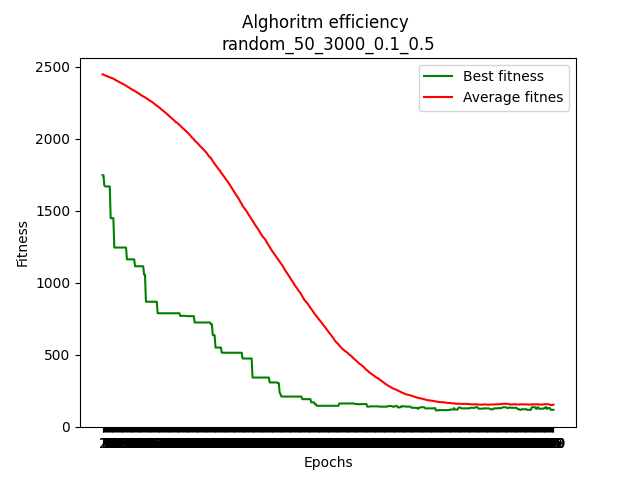 Alghoritm efficiency
random_50_3000_0.1_0.5
Best fitness
Average fitnes
2500
2000
1500
1000
500
0
Fitness
Epochs